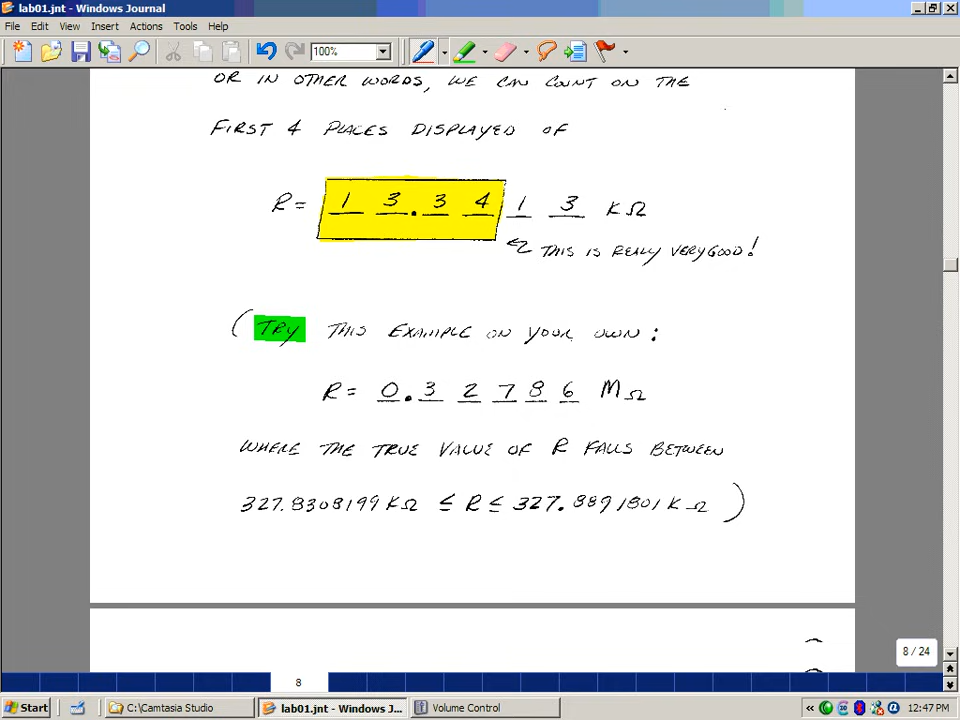 lab01.jnt - Windows Journal
File Edit View Insert Actions Tools Help
100%
OR IN OTHER WORDS, WE CAN COUNT ON THE
FIRST 4 PLACES DISPLAYED OF
R = 1 3 . 3 4 1 3 KΩ
THIS IS REALLY VERY GOOD!
(TRY THIS EXAMPLE ON YOUR OWN:
R = 0 . 3 2 7 8 6 MΩ
WHERE THE TRUE VALUE OF R FALLS BETWEEN
327.8308199 KΩ ≤ R ≤ 327.8891801 KΩ)
8 / 24
8
Start C:\Camtasia Studio lab01.jnt - Windows J... Volume Control « 12:47 PM